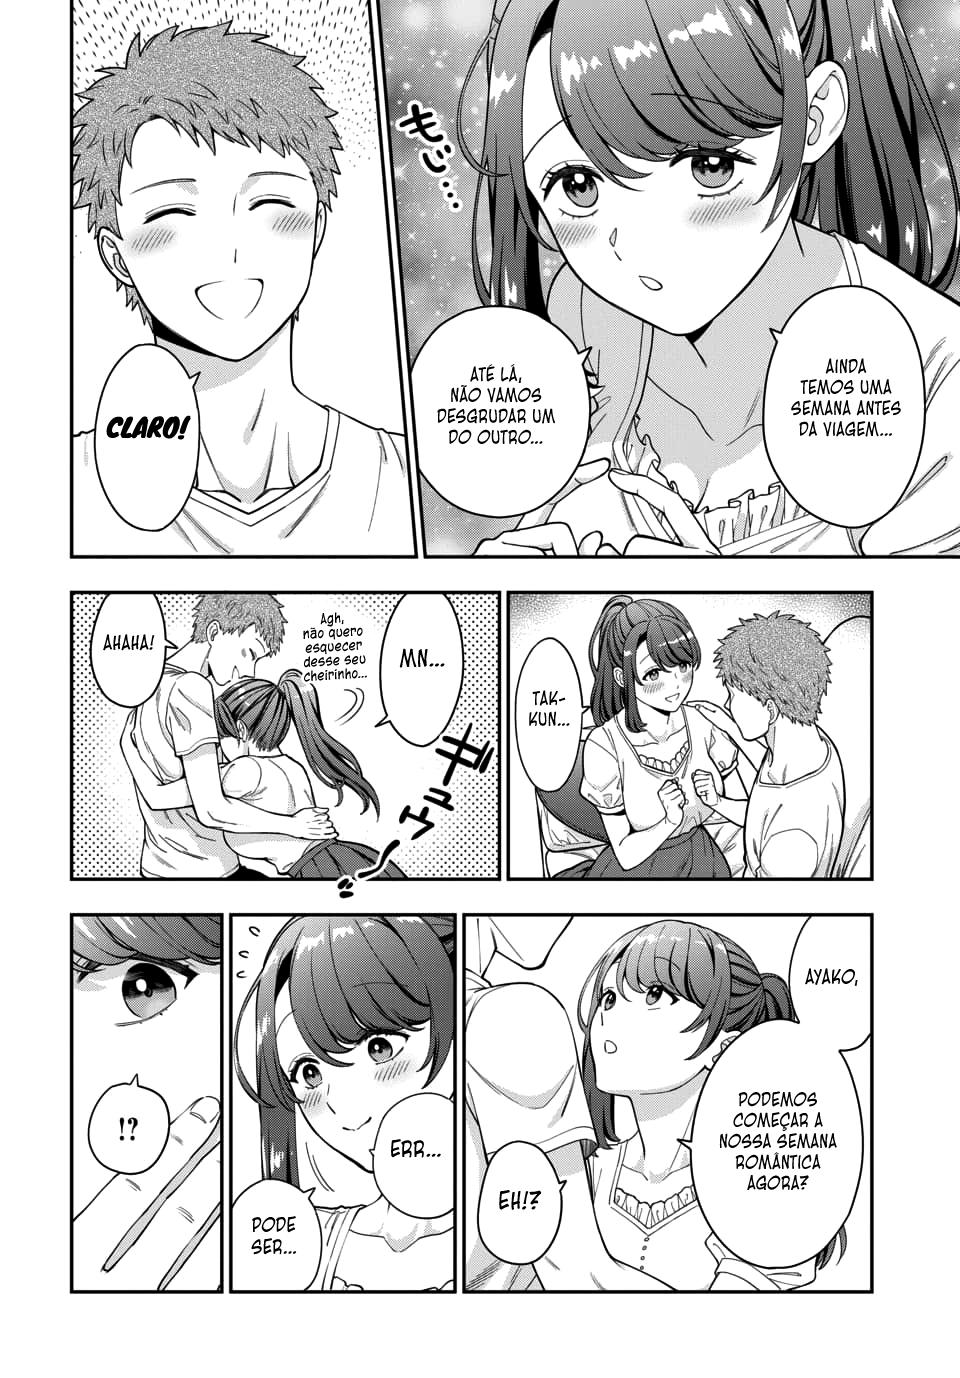 AINDA
TEMOS UMA
SEMANA ANTES
DA VIAGEM...
ATÉ LÁ,
NÃO VAMOS
DESGRUDAR UM
DO OUTRO...
もじ…
CLARO!
TAK-
KUN...
MN...
Agh,
não quero
esquecer
desse seu
cheirinho...
AHAHA!
ギュウ
AYAKO,
PODEMOS
COMEÇAR A
NOSSA SEMANA
ROMÂNTICA
AGORA?
EH!?
ERR...
PODE
SER...
!?